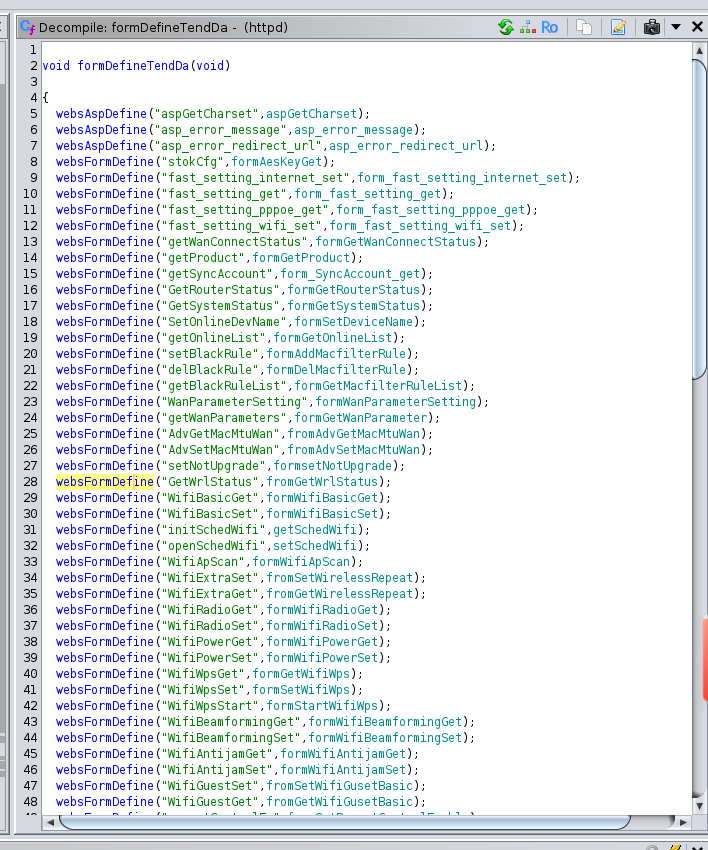 Decompile: formDefineTendDa - (httpd)
Ro
1
2 void formDefineTendDa(void)
3
4 {
5 websAspDefine("aspGetCharset",aspGetCharset);
6 websAspDefine("asp_error_message",asp_error_message);
7 websAspDefine("asp_error_redirect_url",asp_error_redirect_url);
8 websFormDefine("stokCfg",formAesKeyGet);
9 websFormDefine("fast_setting_internet_set",form_fast_setting_internet_set);
10 websFormDefine("fast_setting_get",form_fast_setting_get);
11 websFormDefine("fast_setting_pppoe_get",form_fast_setting_pppoe_get);
12 websFormDefine("fast_setting_wifi_set",form_fast_setting_wifi_set);
13 websFormDefine("getWanConnectStatus",formGetWanConnectStatus);
14 websFormDefine("getProduct",formGetProduct);
15 websFormDefine("getSyncAccount",form_SyncAccount_get);
16 websFormDefine("GetRouterStatus",formGetRouterStatus);
17 websFormDefine("GetSystemStatus",formGetSystemStatus);
18 websFormDefine("SetOnlineDevName",formSetDeviceName);
19 websFormDefine("getOnlineList",formGetOnlineList);
20 websFormDefine("setBlackRule",formAddMacfilterRule);
21 websFormDefine("delBlackRule",formDelMacfilterRule);
22 websFormDefine("getBlackRuleList",formGetMacfilterRuleList);
23 websFormDefine("WanParameterSetting",formWanParameterSetting);
24 websFormDefine("getWanParameters",formGetWanParameter);
25 websFormDefine("AdvGetMacMtuWan",fromAdvGetMacMtuWan);
26 websFormDefine("AdvSetMacMtuWan",fromAdvSetMacMtuWan);
27 websFormDefine("setNotUpgrade",formsetNotUpgrade);
28 websFormDefine("GetWrlStatus",fromGetWrlStatus);
29 websFormDefine("WifiBasicGet",formWifiBasicGet);
30 websFormDefine("WifiBasicSet",formWifiBasicSet);
31 websFormDefine("initSchedWifi",getSchedWifi);
32 websFormDefine("openSchedWifi",setSchedWifi);
33 websFormDefine("WifiApScan",formWifiApScan);
34 websFormDefine("WifiExtraSet",fromSetWirelessRepeat);
35 websFormDefine("WifiExtraGet",fromGetWirelessRepeat);
36 websFormDefine("WifiRadioGet",formWifiRadioGet);
37 websFormDefine("WifiRadioSet",formWifiRadioSet);
38 websFormDefine("WifiPowerGet",formWifiPowerGet);
39 websFormDefine("WifiPowerSet",formWifiPowerSet);
40 websFormDefine("WifiWpsGet",formGetWifiWps);
41 websFormDefine("WifiWpsSet",formSetWifiWps);
42 websFormDefine("WifiWpsStart",formStartWifiWps);
43 websFormDefine("WifiBeamformingGet",formWifiBeamformingGet);
44 websFormDefine("WifiBeamformingSet",formWifiBeamformingSet);
45 websFormDefine("WifiAntijamGet",formWifiAntijamGet);
46 websFormDefine("WifiAntijamSet",formWifiAntijamSet);
47 websFormDefine("WifiGuestSet",fromSetWifiGusetBasic);
48 websFormDefine("WifiGuestGet",fromGetWifiGusetBasic);